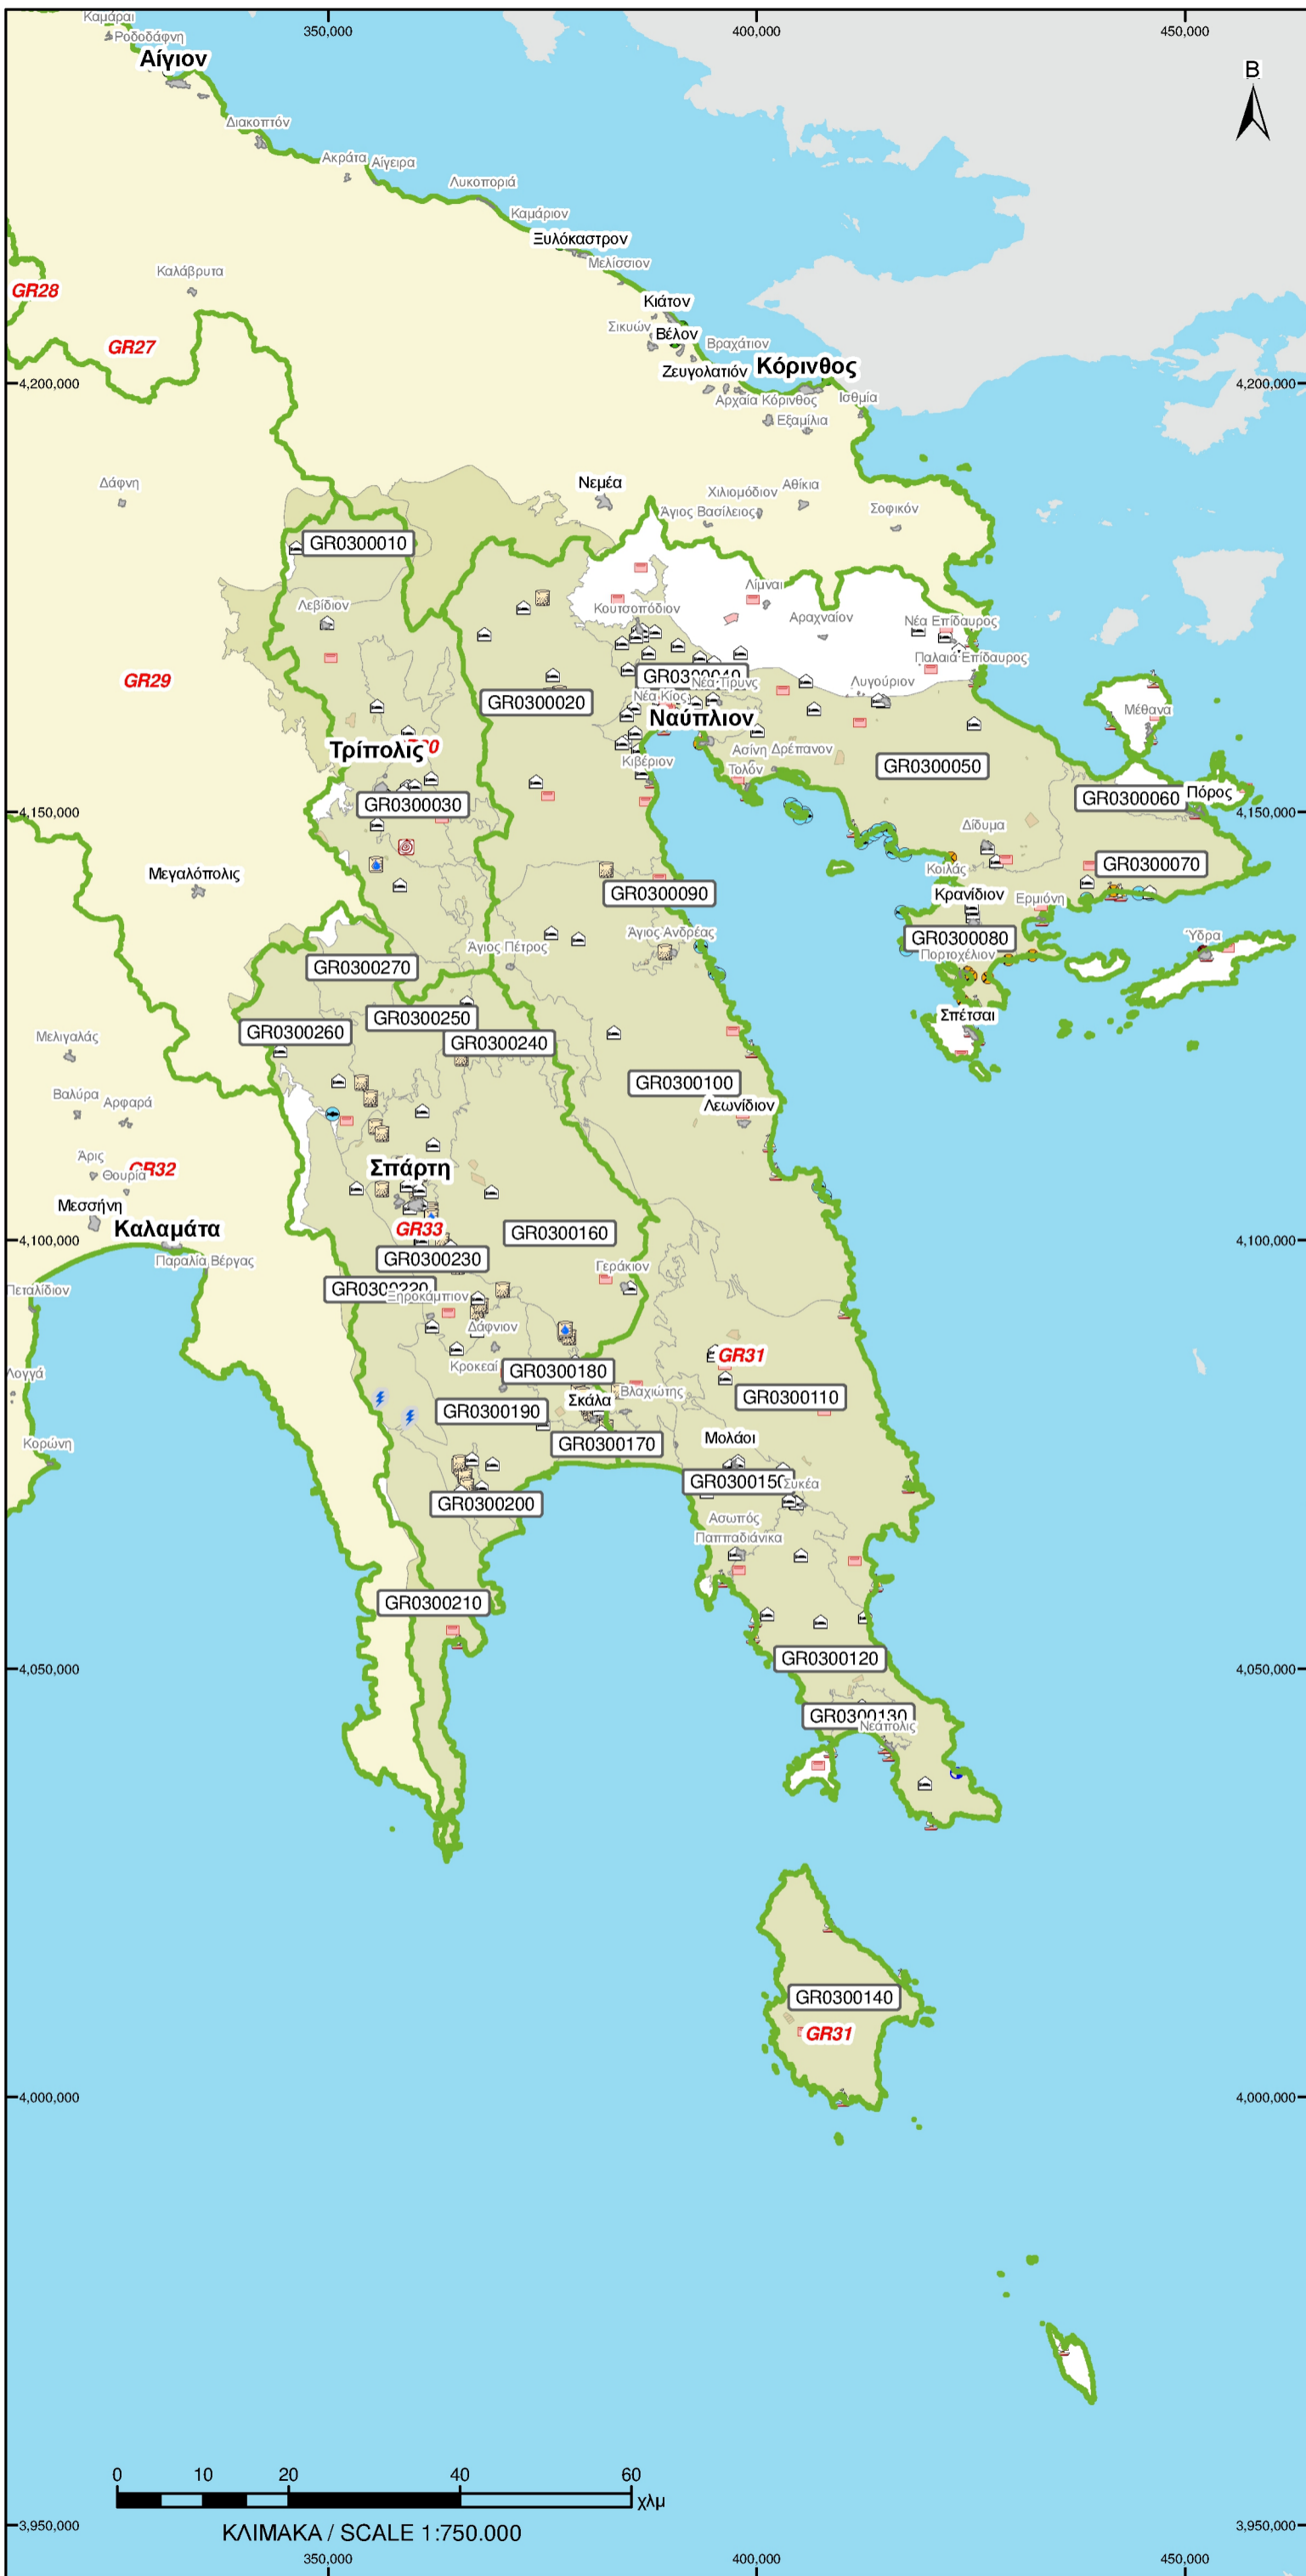 350,000
400,000
450,000
Καμάραι
Ροδοδάφνη
Αίγιον
Β
Διακοπτόν
Ακράτα
Αίγειρα
Λυκοποριά
Καμάριον
Ξυλόκαστρον
Μελίσσιον
Καλάβρυτα
GR28
Κιάτον
Σικυών
Βέλον
Βραχάτιον
GR27
Ζευγολατιόν
Κόρινθος
4,200,000
4,200,000
Αρχαία Κόρινθος
Ισθμία
Εξαμίλια
Δάφνη
Νεμέα
Χιλιομόδιον
Αθίκια
Άγιος Βασίλειος
Σοφικόν
GR0300010
Λεβίδιον
Λίμναι
Κουτσοπόδιον
Αραχναίον
Νέα Επίδαυρος
Παλαιά Επίδαυρος
GR29
GR0300040
Νέα Τίρυνς
Λυγούριον
GR0300020
Νέα Κίος
Ναύπλιον
Μέθανα
Τρίπολις
Ασίνη
Δρέπανον
Κιβέριον
Τολόν
GR0300050
Πόρος
GR0300060
GR0300030
4,150,000
4,150,000
Δίδυμα
GR0300070
Κοιλάς
Μεγαλόπολις
Κρανίδιον
Ερμιόνη
GR0300090
Άγιος Ανδρέας
GR0300080
Ύδρα
Άγιος Πέτρος
Πορτοχέλιον
GR0300270
GR0300250
Σπέτσαι
GR0300260
GR0300240
Μελιγαλάς
GR0300100
Βαλύρα
Αρφαρά
Λεωνίδιον
Άρις
Θουρία
GR32
Σπάρτη
Μεσσήνη
Καλαμάτα
GR33
GR0300160
4,100,000
4,100,000
Παραλία Βέργας
GR0300230
Γεράκιον
Πεταλίδιον
GR0300220
Ξηροκάμπιον
Δάφνιον
GR31
Λογγά
Κροκεαί
GR0300180
Βλαχιώτης
GR0300110
Σκάλα
GR0300190
Κορώνη
GR0300170
Μολάοι
GR0300150
Συκέα
GR0300200
Ασωπός
Παππαδιάνικα
GR0300210
GR0300120
4,050,000
4,050,000
GR0300130
Νεάπολις
GR0300140
GR31
4,000,000
4,000,000
0 10 20 40 60
χλμ
ΚΛΙΜΑΚΑ / SCALE 1:750.000
3,950,000
3,950,000
350,000
400,000
450,000